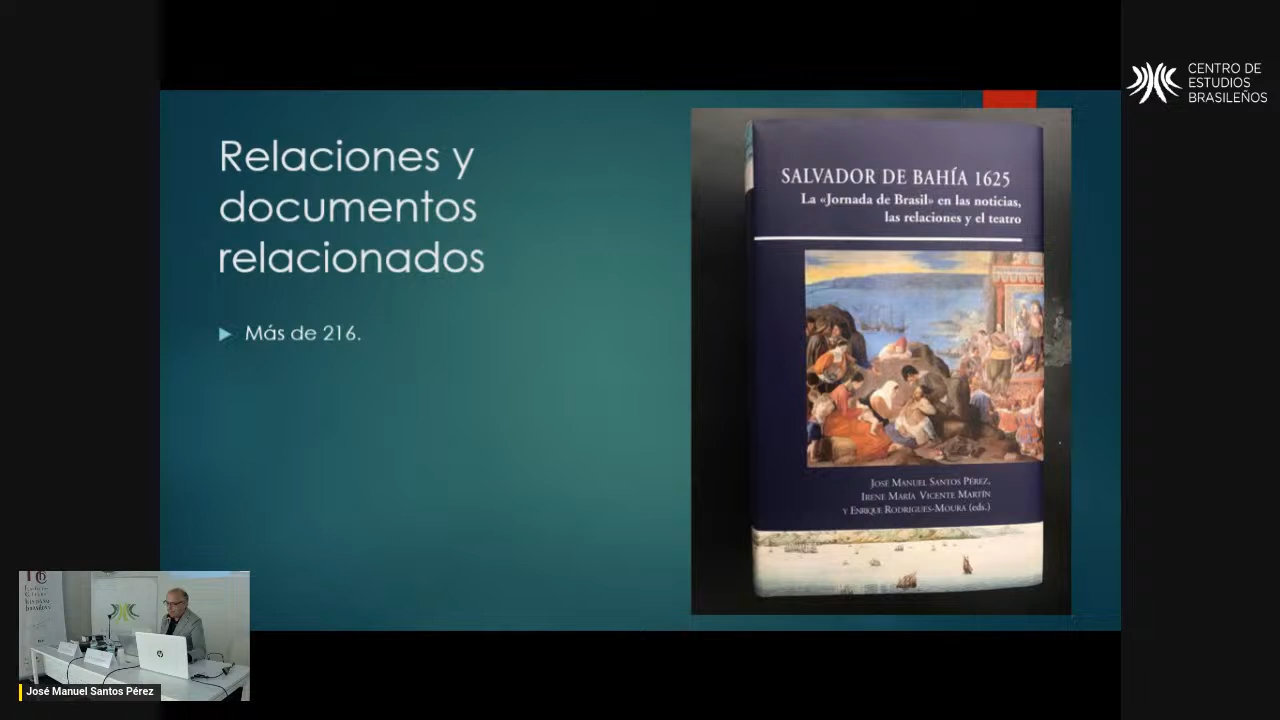 CENTRO DE
ESTUDIOS
BRASILEÑOS
Relaciones y
documentos
relacionados
Más de 216.
SALVADOR DE BAHÍA 1625
La «Jornada de Brasil» en las noticias,
las relaciones y el teatro
José Manuel Santos Pérez,
Irene María Vicente Martín
y Enrique Rodrigues-Moura (eds.)
José Manuel Santos Pérez